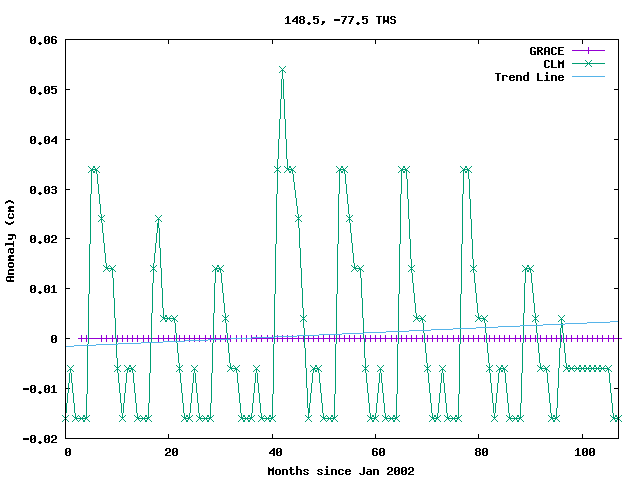 148.5, -77.5 TWS
GRACE
CLM
Trend Line
0.06
0.05
0.04
0.03
0.02
0.01
0
-0.01
-0.02
Anomaly (cm)
0 20 40 60 80 100
Months since Jan 2002